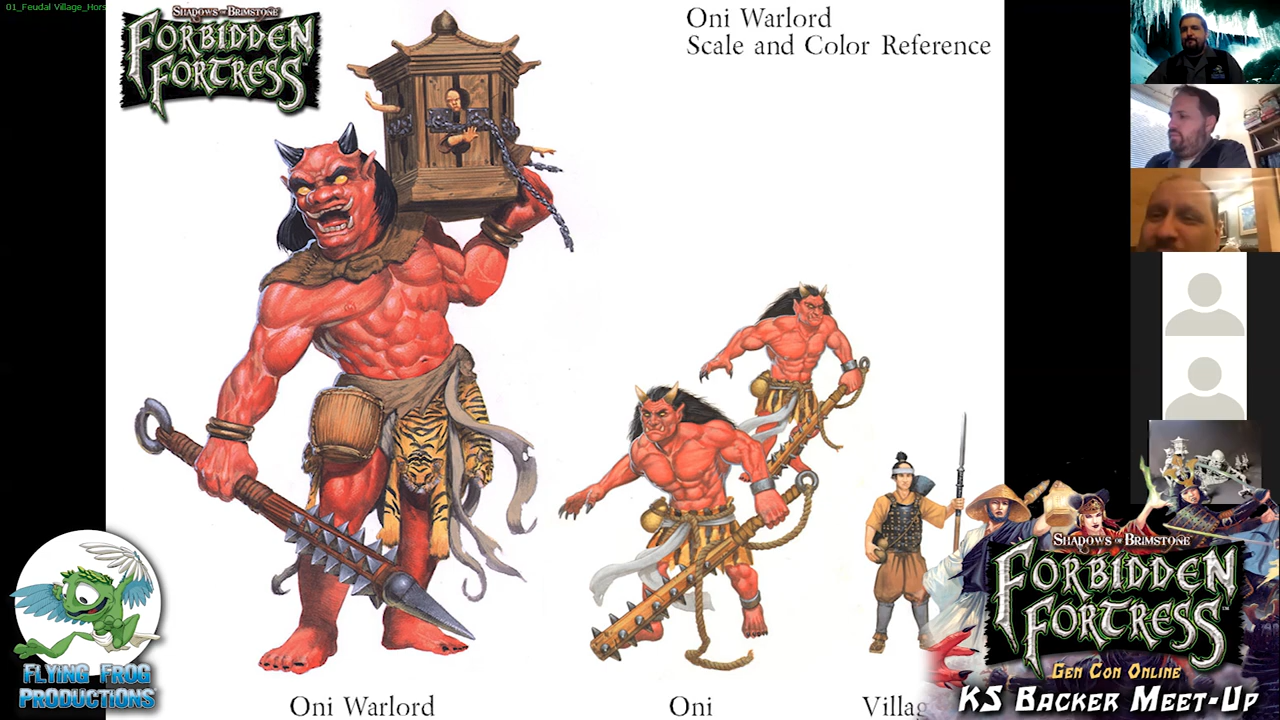 01_Feudal Village_Hors
SHADOWS OF BRIMSTONE
FORBIDDEN
FORTRESS
Oni Warlord
Scale and Color Reference
SHADOWS OF BRIMSTONE
FORBIDDEN
FORTRESS™
GEN CON ONLINE
KS BACKER MEET-UP
FLYING FROG
PRODUCTIONS
Oni Warlord
Oni
Villag